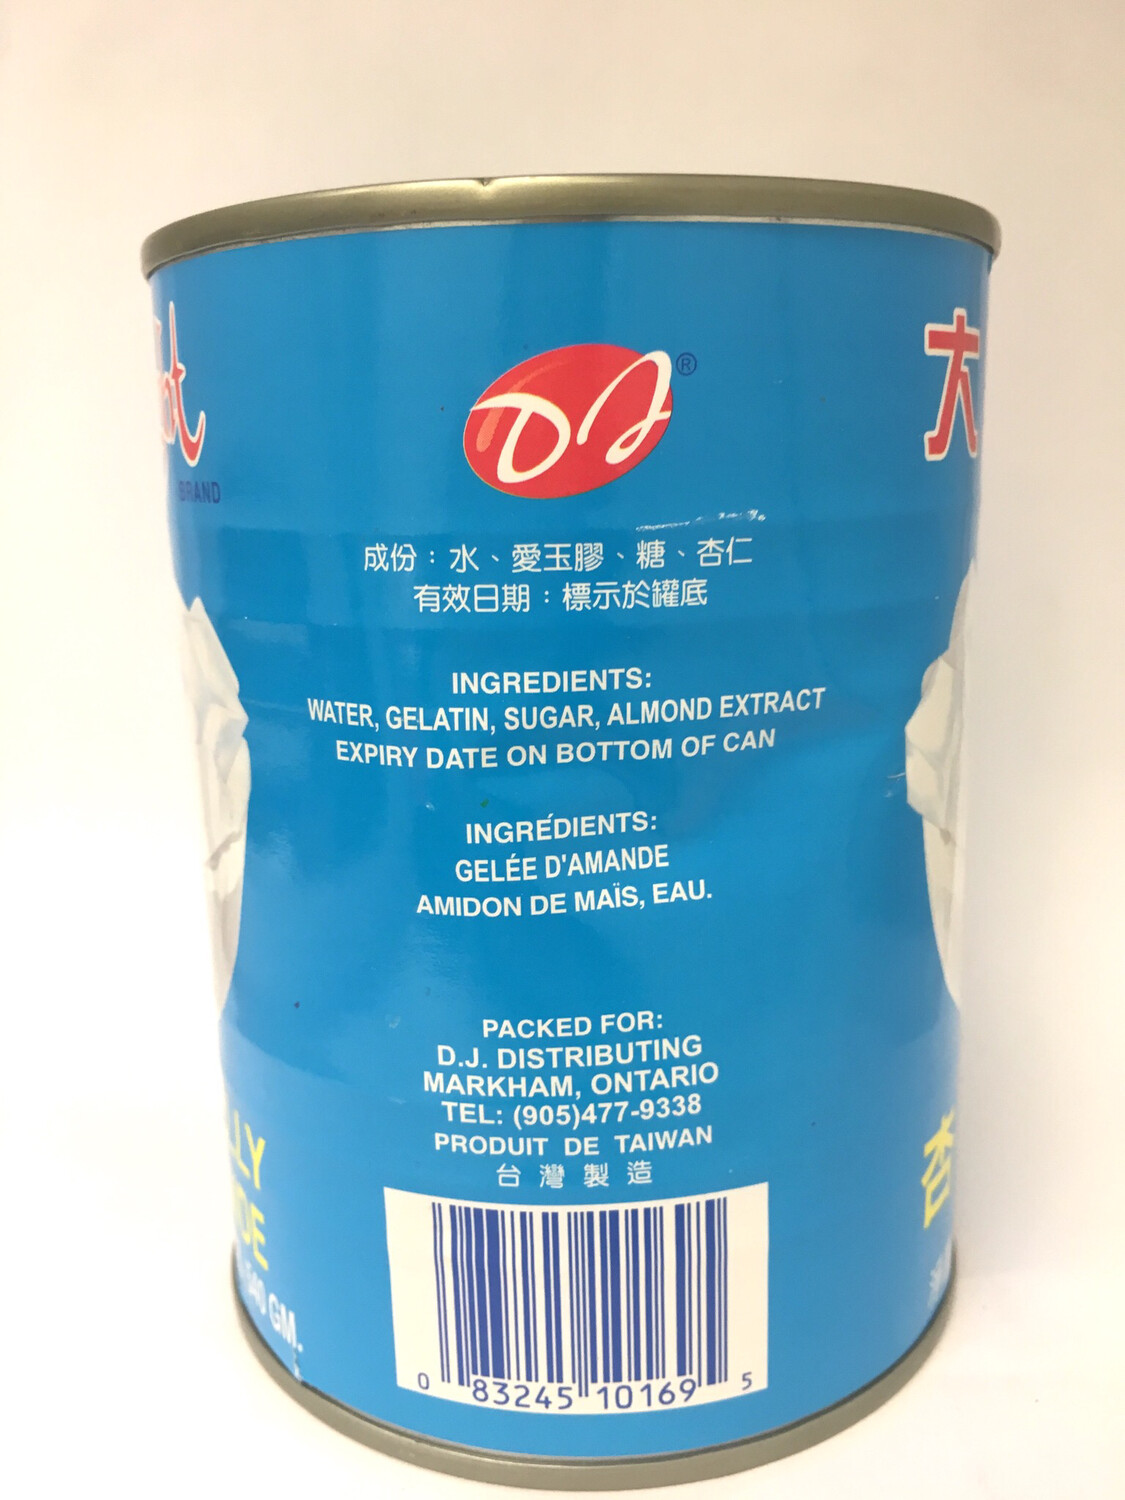 DJ®
大
BRAND
成份：水、愛玉膠、糖、杏仁
有效日期：標示於罐底
INGREDIENTS:
WATER, GELATIN, SUGAR, ALMOND EXTRACT
EXPIRY DATE ON BOTTOM OF CAN
INGRÉDIENTS:
GELÉE D'AMANDE
AMIDON DE MAÏS, EAU.
PACKED FOR:
D.J. DISTRIBUTING
MARKHAM, ONTARIO
TEL: (905)477-9338
PRODUIT DE TAIWAN
台灣製造
杏
GM.
0 83245 10169 5